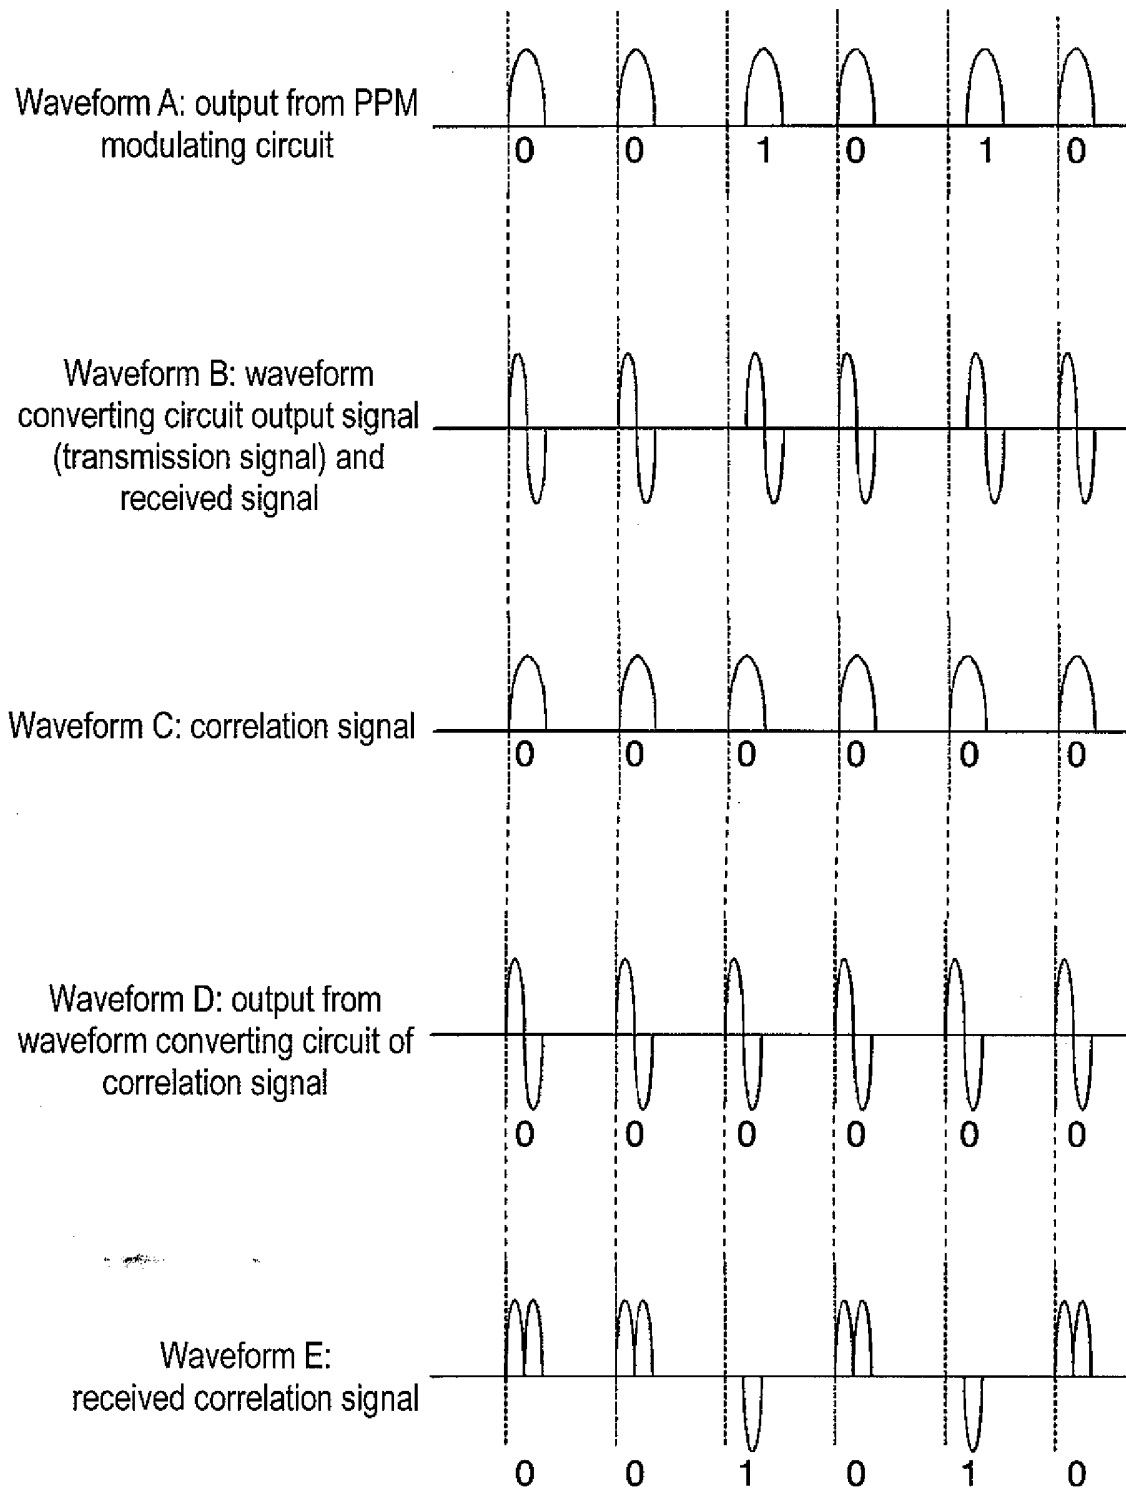 Waveform A: output from PPM
modulating circuit
0 0 1 0 1 0
Waveform B: waveform
converting circuit output signal
(transmission signal) and
received signal
Waveform C: correlation signal
0 0 0 0 0 0
Waveform D: output from
waveform converting circuit of
correlation signal
0 0 0 0 0 0
Waveform E:
received correlation signal
0 0 1 0 1 0